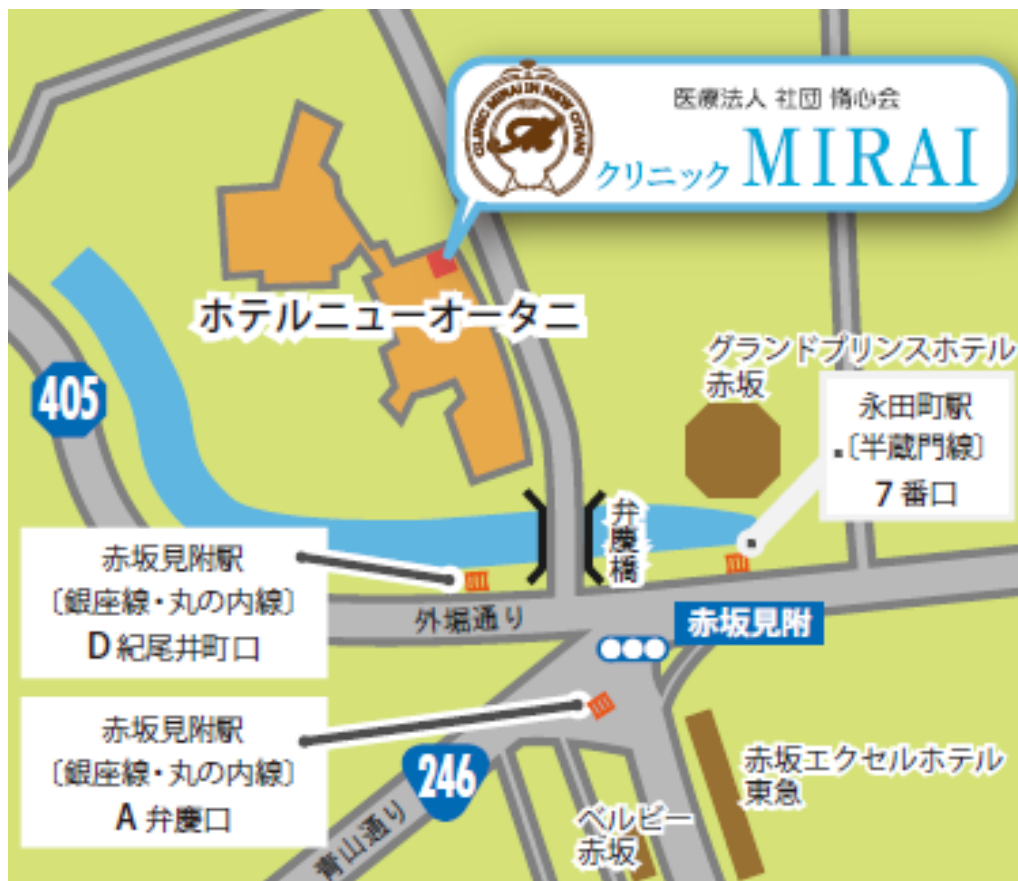 CLINIC MIRAI IN NEW OTANI
医療法人 社団 脩心会
クリニック MIRAI
ホテルニューオータニ
グランドプリンスホテル
赤坂
405
永田町駅
〔半蔵門線〕
7番口
弁慶橋
赤坂見附駅
〔銀座線・丸の内線〕
D 紀尾井町口
外堀通り
赤坂見附
赤坂見附駅
〔銀座線・丸の内線〕
A 弁慶口
246
青山通り
ベルビー
赤坂
赤坂エクセルホテル
東急